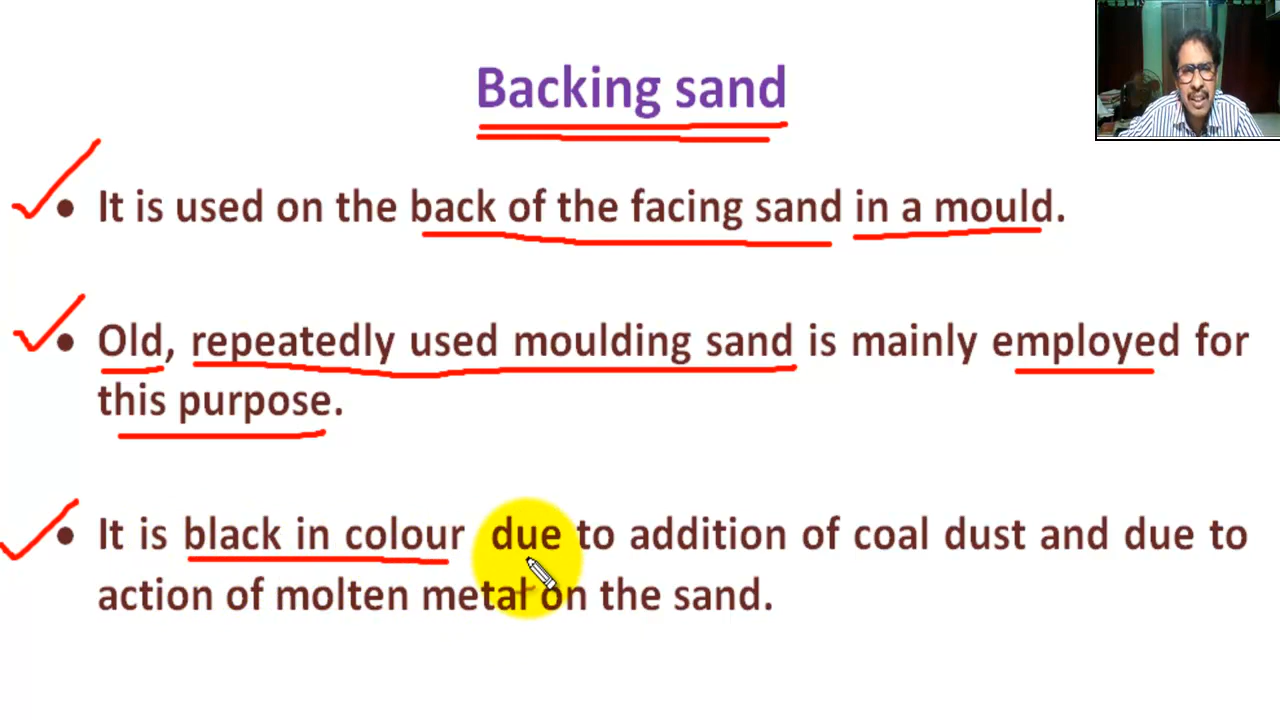 Backing sand
• It is used on the back of the facing sand in a mould.
• Old, repeatedly used moulding sand is mainly employed for
this purpose.
• It is black in colour due to addition of coal dust and due to
action of molten metal on the sand.